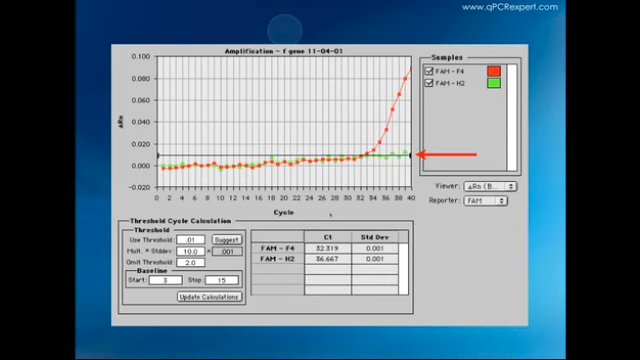 www.qPCRexpert.com
Amplification - f gene 11-04-01
Samples
0.100
0.080
0.060
0.040
0.020
0.000
-0.020
ΔRn
0 2 4 6 8 10 12 14 16 18 20 22 24 26 28 30 32 34 36 38 40
Cycle
FAM - F4
FAM - H2
Viewer: ΔRn (B...
Reporter: FAM
Threshold Cycle Calculation
Threshold
Use Threshold: .01 Suggest
Mult. * Stddev: 10.0 * .001
Omit Threshold: 2.0
Baseline
Start: 3 Stop: 15
Update Calculations
Ct Std Dev
FAM - F4 32.319 0.001
FAM - H2 36.667 0.001